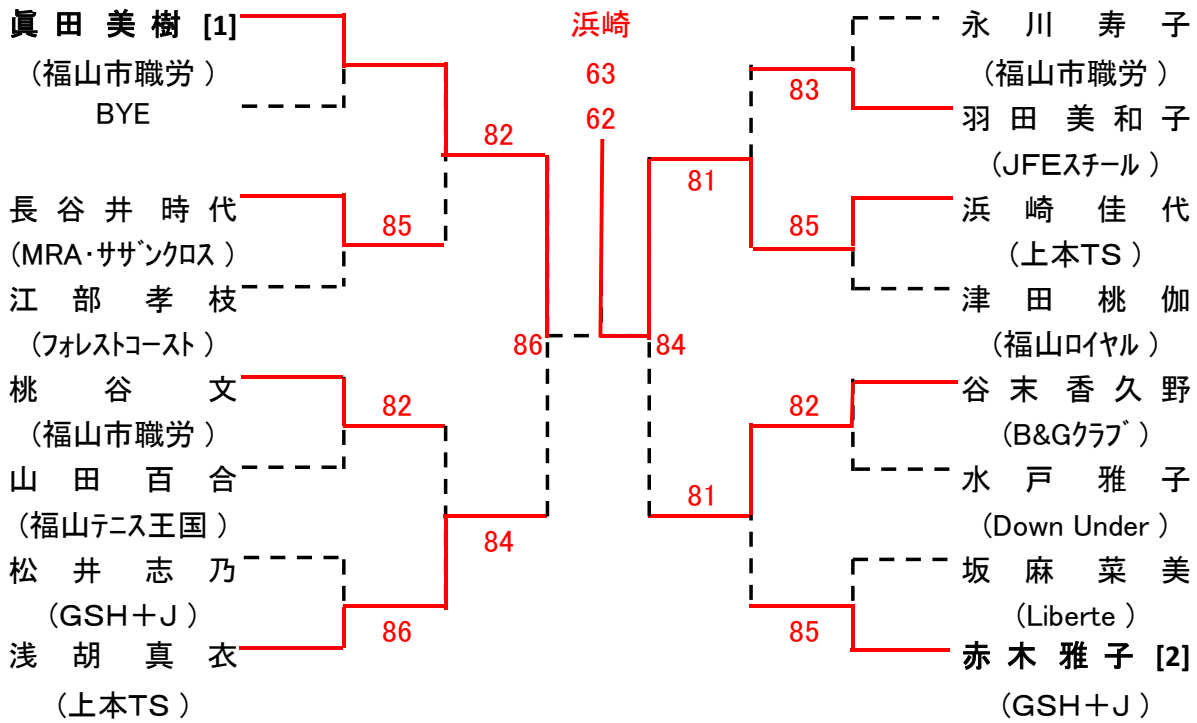 眞田美樹 [1]
(福山市職労)
BYE
長谷井時代
(MRA・サザンクロス)
江部孝枝
(フォレストコースト)
桃谷文
(福山市職労)
山田百合
(福山テニス王国)
松井志乃
(GSH+J)
浅胡真衣
(上本TS)
85
82
86
82
84
86
浜崎
63
62
84
81
81
83
85
82
85
永川寿子
(福山市職労)
羽田美和子
(JFEスチール)
浜崎佳代
(上本TS)
津田桃伽
(福山ロイヤル)
谷末香久野
(B&Gクラブ)
水戸雅子
(Down Under)
坂麻菜美
(Liberte)
赤木雅子 [2]
(GSH+J)